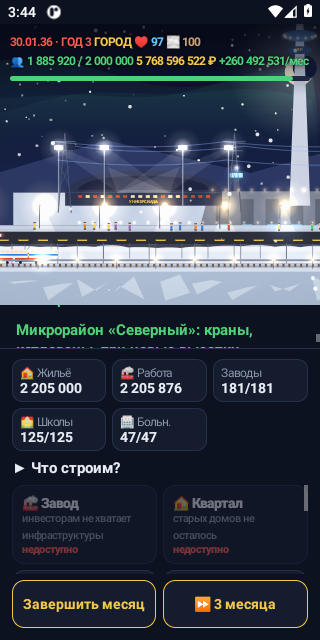 3:44
30.01.36 · ГОД 3 ГОРОД ❤️ 97 📰 100
👥 1 885 920 / 2 000 000 5 768 596 522 ₽ +260 492 531/мес
УНИВЕРСИАДА
Микрорайон «Северный»: краны,
🏠 Жильё
2 205 000
🏭 Работа
2 205 876
Заводы
181/181
🏫 Школы
125/125
🏥 Больн.
47/47
► Что строим?
🏭 Завод
инвесторам не хватает
инфраструктуры
недоступно
🏠 Квартал
старых домов не
осталось
недоступно
Завершить месяц
⏩ 3 месяца